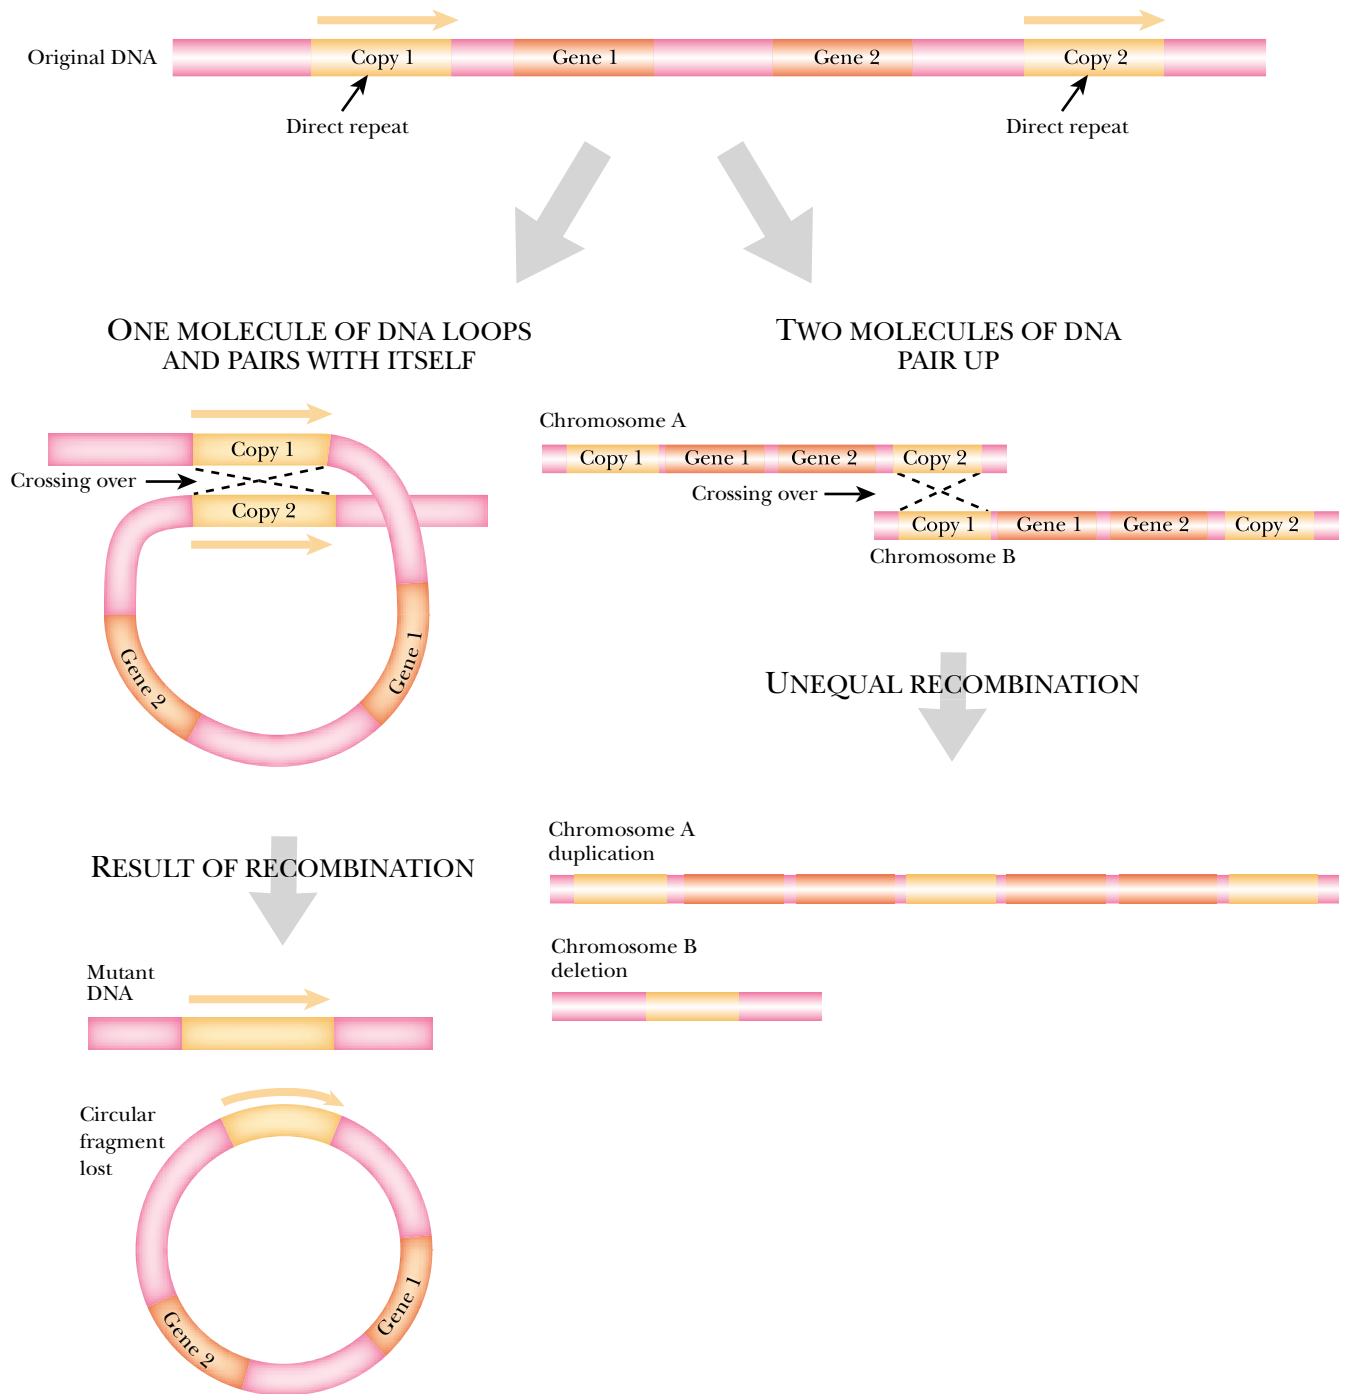 Original DNA
Copy 1
Gene 1
Gene 2
Copy 2
Direct repeat
Direct repeat
ONE MOLECULE OF DNA LOOPS
AND PAIRS WITH ITSELF
TWO MOLECULES OF DNA
PAIR UP
Copy 1
Crossing over
Copy 2
Gene 1
Gene 2
Chromosome A
Copy 1
Gene 1
Gene 2
Copy 2
Crossing over
Copy 1
Gene 1
Gene 2
Copy 2
Chromosome B
UNEQUAL RECOMBINATION
RESULT OF RECOMBINATION
Chromosome A
duplication
Chromosome B
deletion
Mutant
DNA
Circular
fragment
lost
Gene 1
Gene 2